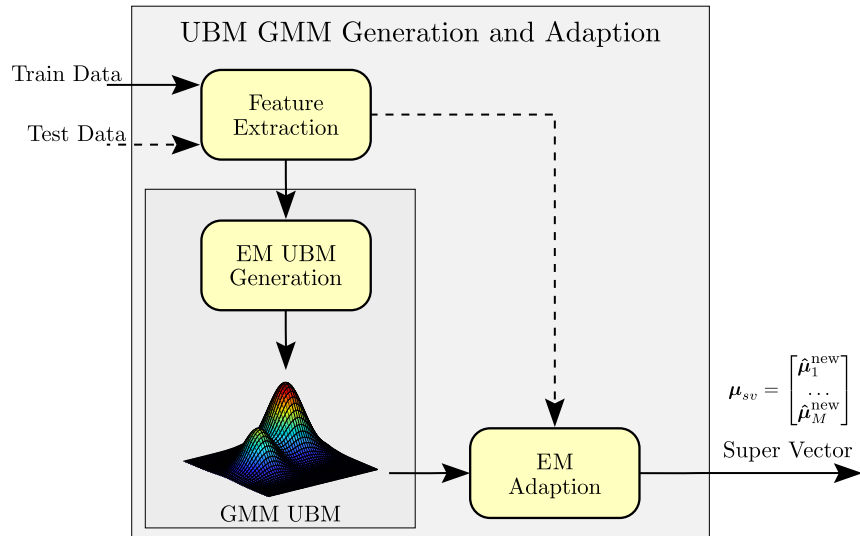 UBM GMM Generation and Adaption
Train Data
Test Data
Feature
Extraction
EM UBM
Generation
GMM UBM
EM
Adaption
μ_sv = [μ̂₁^new
...
μ̂_M^new]
Super Vector